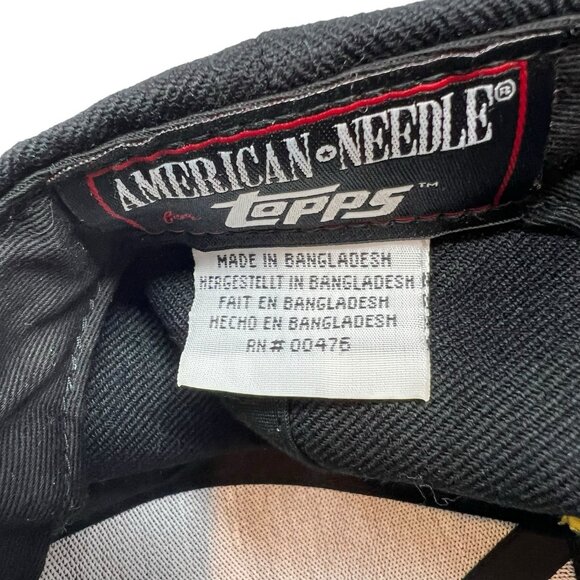 AMERICAN NEEDLE®
topps™
MADE IN BANGLADESH
HERGESTELLT IN BANGLADESH
FAIT EN BANGLADESH
HECHO EN BANGLADESH
RN# 00476